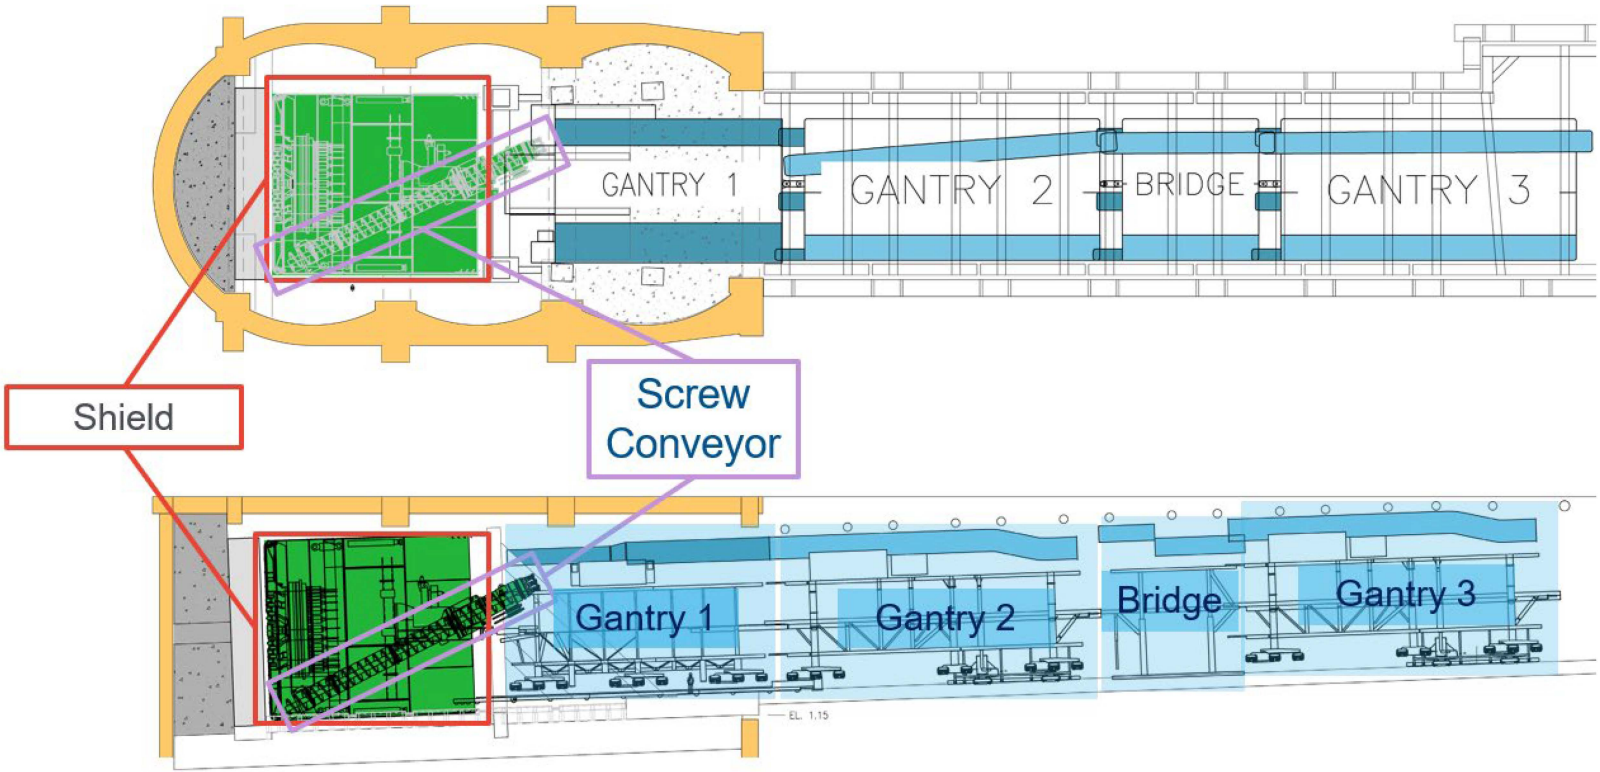 GANTRY 1
GANTRY 2
BRIDGE
GANTRY 3
Shield
Screw
Conveyor
Gantry 1
Gantry 2
Bridge
Gantry 3
EL. 1.15